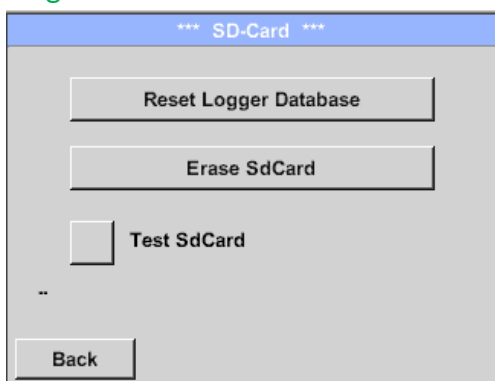 *** SD-Card ***
Reset Logger Database
Erase SdCard
Test SdCard
--
Back